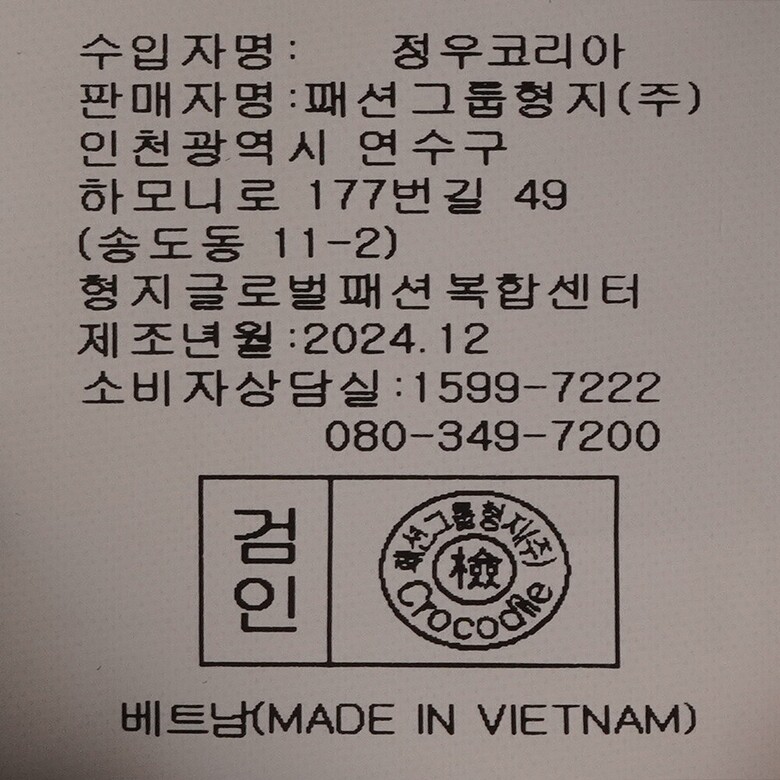 수입자명: 정우코리아
판매자명:패션그룹형지(주)
인천광역시 연수구
하모니로 177번길 49
(송도동 11-2)
형지글로벌패션복합센터
제조년월:2024.12
소비자상담실:1599-7222
080-349-7200
검인
패션그룹형지(주)
檢
Crocodile
베트남(MADE IN VIETNAM)